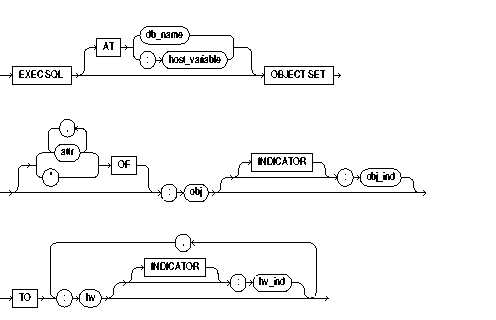 db_name
AT
: host_variable
EXEC SQL OBJECT SET
,
attr
* OF
INDICATOR
: obj : obj_ind
,
INDICATOR
: hv_ind
TO : hv